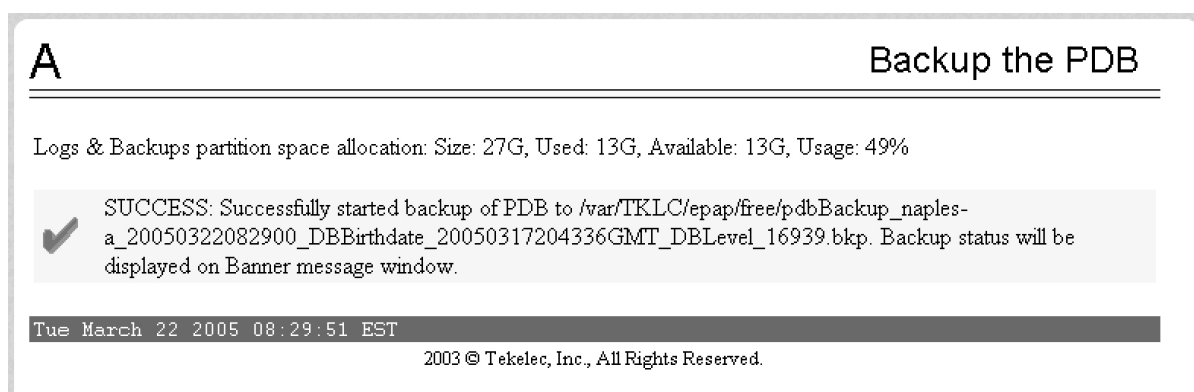 A
Backup the PDB
Logs & Backups partition space allocation: Size: 27G, Used: 13G, Available: 13G, Usage: 49%
SUCCESS: Successfully started backup of PDB to /var/TKLC/epap/free/pdbBackup_naples-
a_20050322082900_DBBirthdate_20050317204336GMT_DBLevel_16939.bkp. Backup status will be
displayed on Banner message window.
Tue March 22 2005 08:29:51 EST
2003 © Tekelec, Inc., All Rights Reserved.